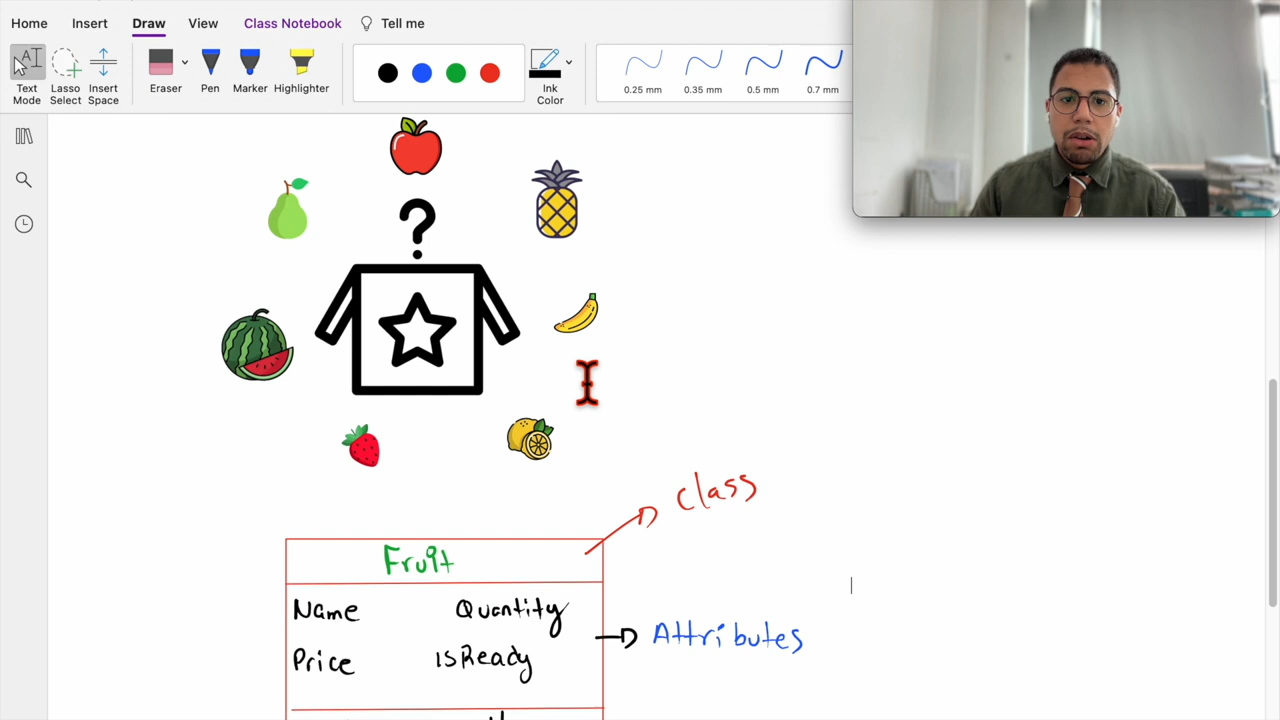 Home Insert Draw View Class Notebook Tell me
Text Mode
Lasso Select
Insert Space
Eraser
Pen
Marker
Highlighter
Ink Color
0.25 mm
0.35 mm
0.5 mm
0.7 mm
?
Class
Fruit
Name Quantity
Price isReady
Attributes